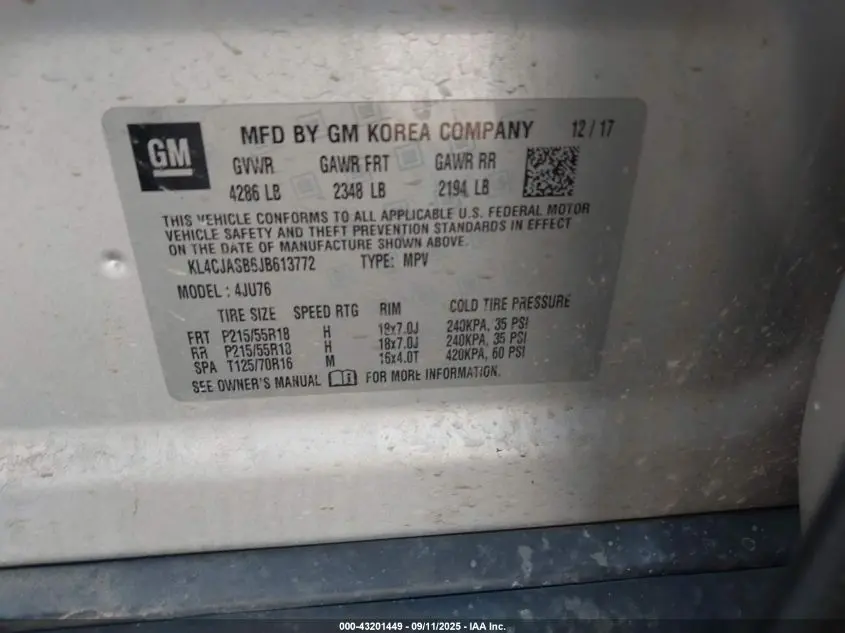 GM
MFD BY GM KOREA COMPANY 12 / 17
GVWR GAWR FRT GAWR RR
4286 LB 2348 LB 2194 LB
THIS VEHICLE CONFORMS TO ALL APPLICABLE U.S. FEDERAL MOTOR
VEHICLE SAFETY AND THEFT PREVENTION STANDARDS IN EFFECT
ON THE DATE OF MANUFACTURE SHOWN ABOVE.
KL4CJASB6JB613772 TYPE: MPV
MODEL: 4JU76
TIRE SIZE SPEED RTG RIM COLD TIRE PRESSURE
FRT P215/55R18 H 18x7.0J 240KPA, 35 PSI
RR P215/55R18 H 18x7.0J 240KPA, 35 PSI
SPA T125/70R16 M 16x4.0T 420KPA, 60 PSI
SEE OWNER'S MANUAL FOR MORE INFORMATION.
000-43201449 - 09/11/2025 - IAA Inc.